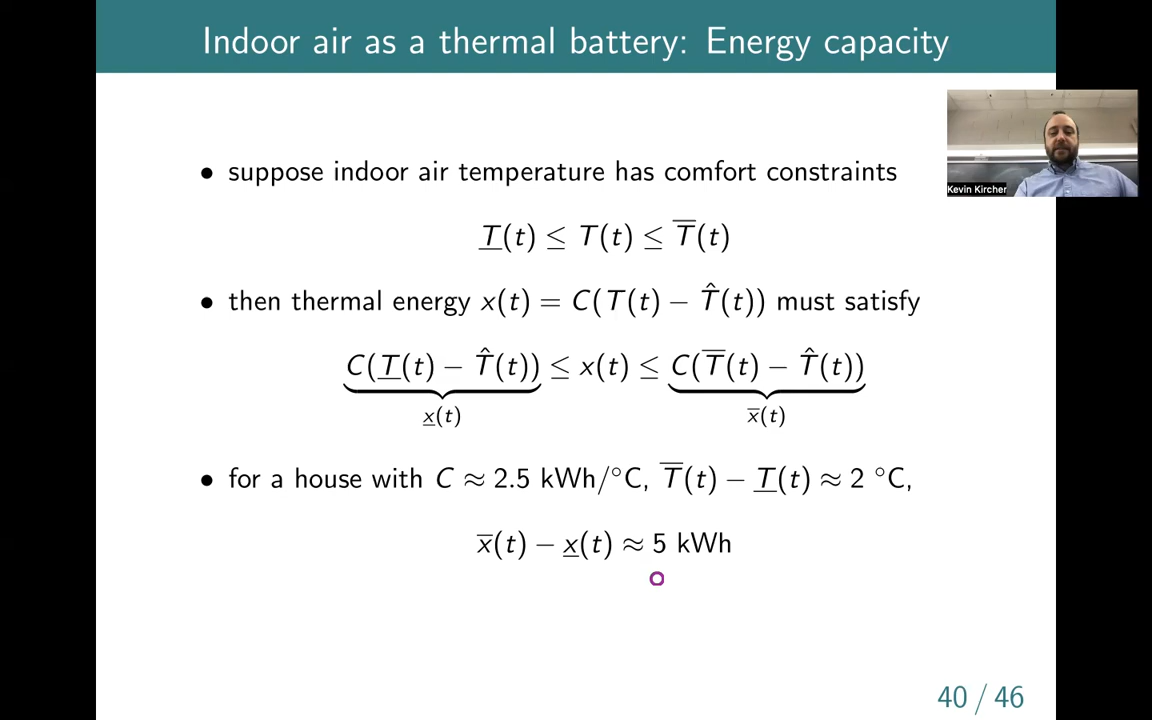 Indoor air as a thermal battery: Energy capacity
• suppose indoor air temperature has comfort constraints
T̲(t) ≤ T(t) ≤ T̅(t)
• then thermal energy x(t) = C(T(t) − T̂(t)) must satisfy
C(T̲(t) − T̂(t)) ≤ x(t) ≤ C(T̅(t) − T̂(t))
x̲(t) x̅(t)
• for a house with C ≈ 2.5 kWh/°C, T̅(t) − T̲(t) ≈ 2 °C,
x̅(t) − x̲(t) ≈ 5 kWh
40 / 46
Kevin Kircher